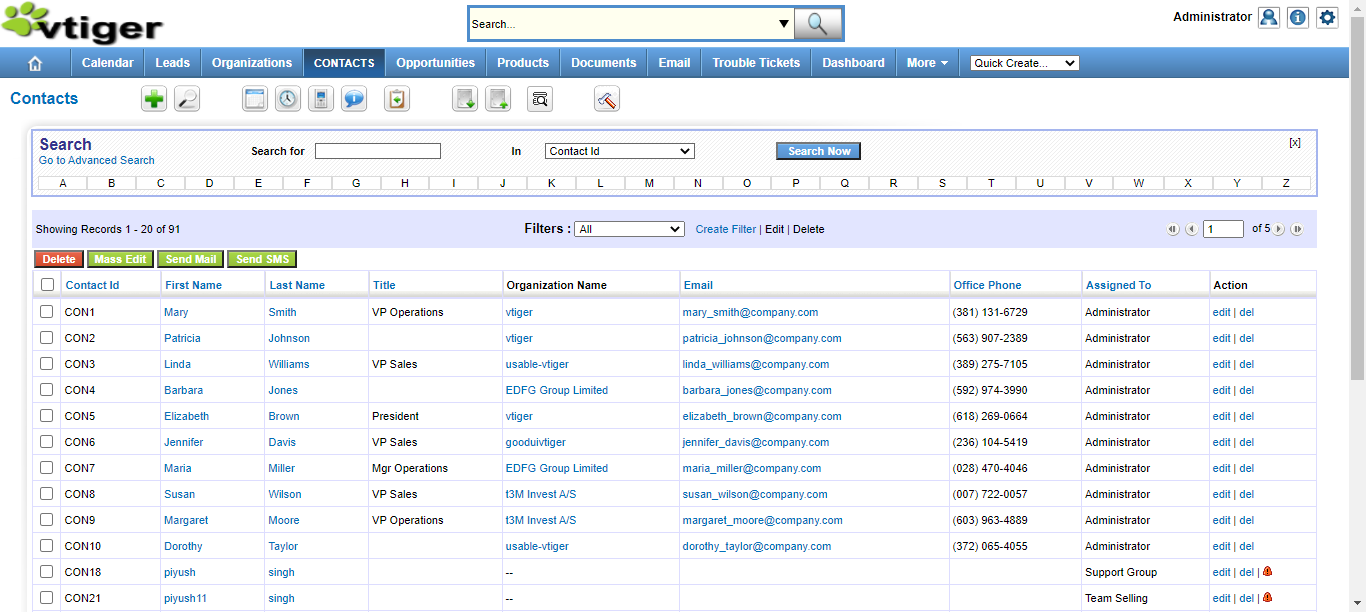 vtiger
Search...
Administrator
Calendar Leads Organizations CONTACTS Opportunities Products Documents Email Trouble Tickets Dashboard More Quick Create...
Contacts
Search
[x]
Go to Advanced Search
Search for In Contact Id Search Now
A B C D E F G H I J K L M N O P Q R S T U V W X Y Z
Showing Records 1 - 20 of 91 Filters : All Create Filter | Edit | Delete 1 of 5
Delete Mass Edit Send Mail Send SMS
Contact Id First Name Last Name Title Organization Name Email Office Phone Assigned To Action
CON1 Mary Smith VP Operations vtiger mary_smith@company.com (381) 131-6729 Administrator edit | del
CON2 Patricia Johnson vtiger patricia_johnson@company.com (563) 907-2389 Administrator edit | del
CON3 Linda Williams VP Sales usable-vtiger linda_williams@company.com (389) 275-7105 Administrator edit | del
CON4 Barbara Jones EDFG Group Limited barbara_jones@company.com (592) 974-3990 Administrator edit | del
CON5 Elizabeth Brown President vtiger elizabeth_brown@company.com (618) 269-0664 Administrator edit | del
CON6 Jennifer Davis VP Sales gooduivtiger jennifer_davis@company.com (236) 104-5419 Administrator edit | del
CON7 Maria Miller Mgr Operations EDFG Group Limited maria_miller@company.com (028) 470-4046 Administrator edit | del
CON8 Susan Wilson VP Sales t3M Invest A/S susan_wilson@company.com (007) 722-0057 Administrator edit | del
CON9 Margaret Moore VP Operations t3M Invest A/S margaret_moore@company.com (603) 963-4889 Administrator edit | del
CON10 Dorothy Taylor usable-vtiger dorothy_taylor@company.com (372) 065-4055 Administrator edit | del
CON18 piyush singh -- Support Group edit | del |
CON21 piyush11 singh -- Team Selling edit | del |